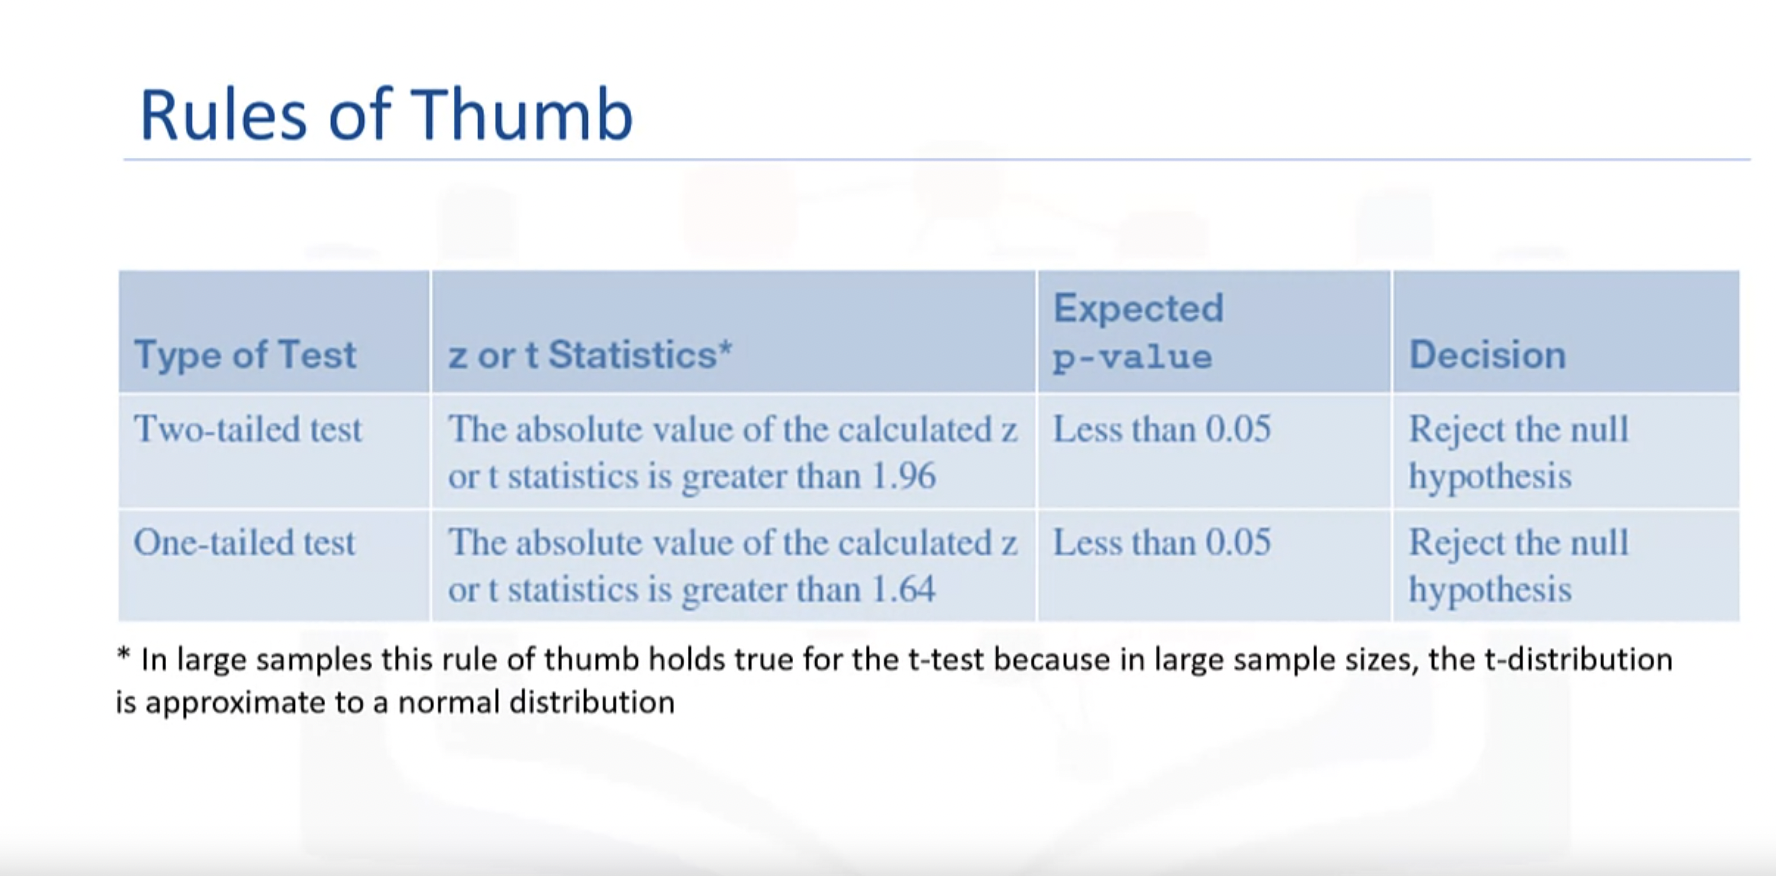 Rules of Thumb
Type of Test
z or t Statistics*
Expected
p-value
Decision
Two-tailed test
The absolute value of the calculated z
or t statistics is greater than 1.96
Less than 0.05
Reject the null
hypothesis
One-tailed test
The absolute value of the calculated z
or t statistics is greater than 1.64
Less than 0.05
Reject the null
hypothesis
* In large samples this rule of thumb holds true for the t-test because in large sample sizes, the t-distribution
is approximate to a normal distribution